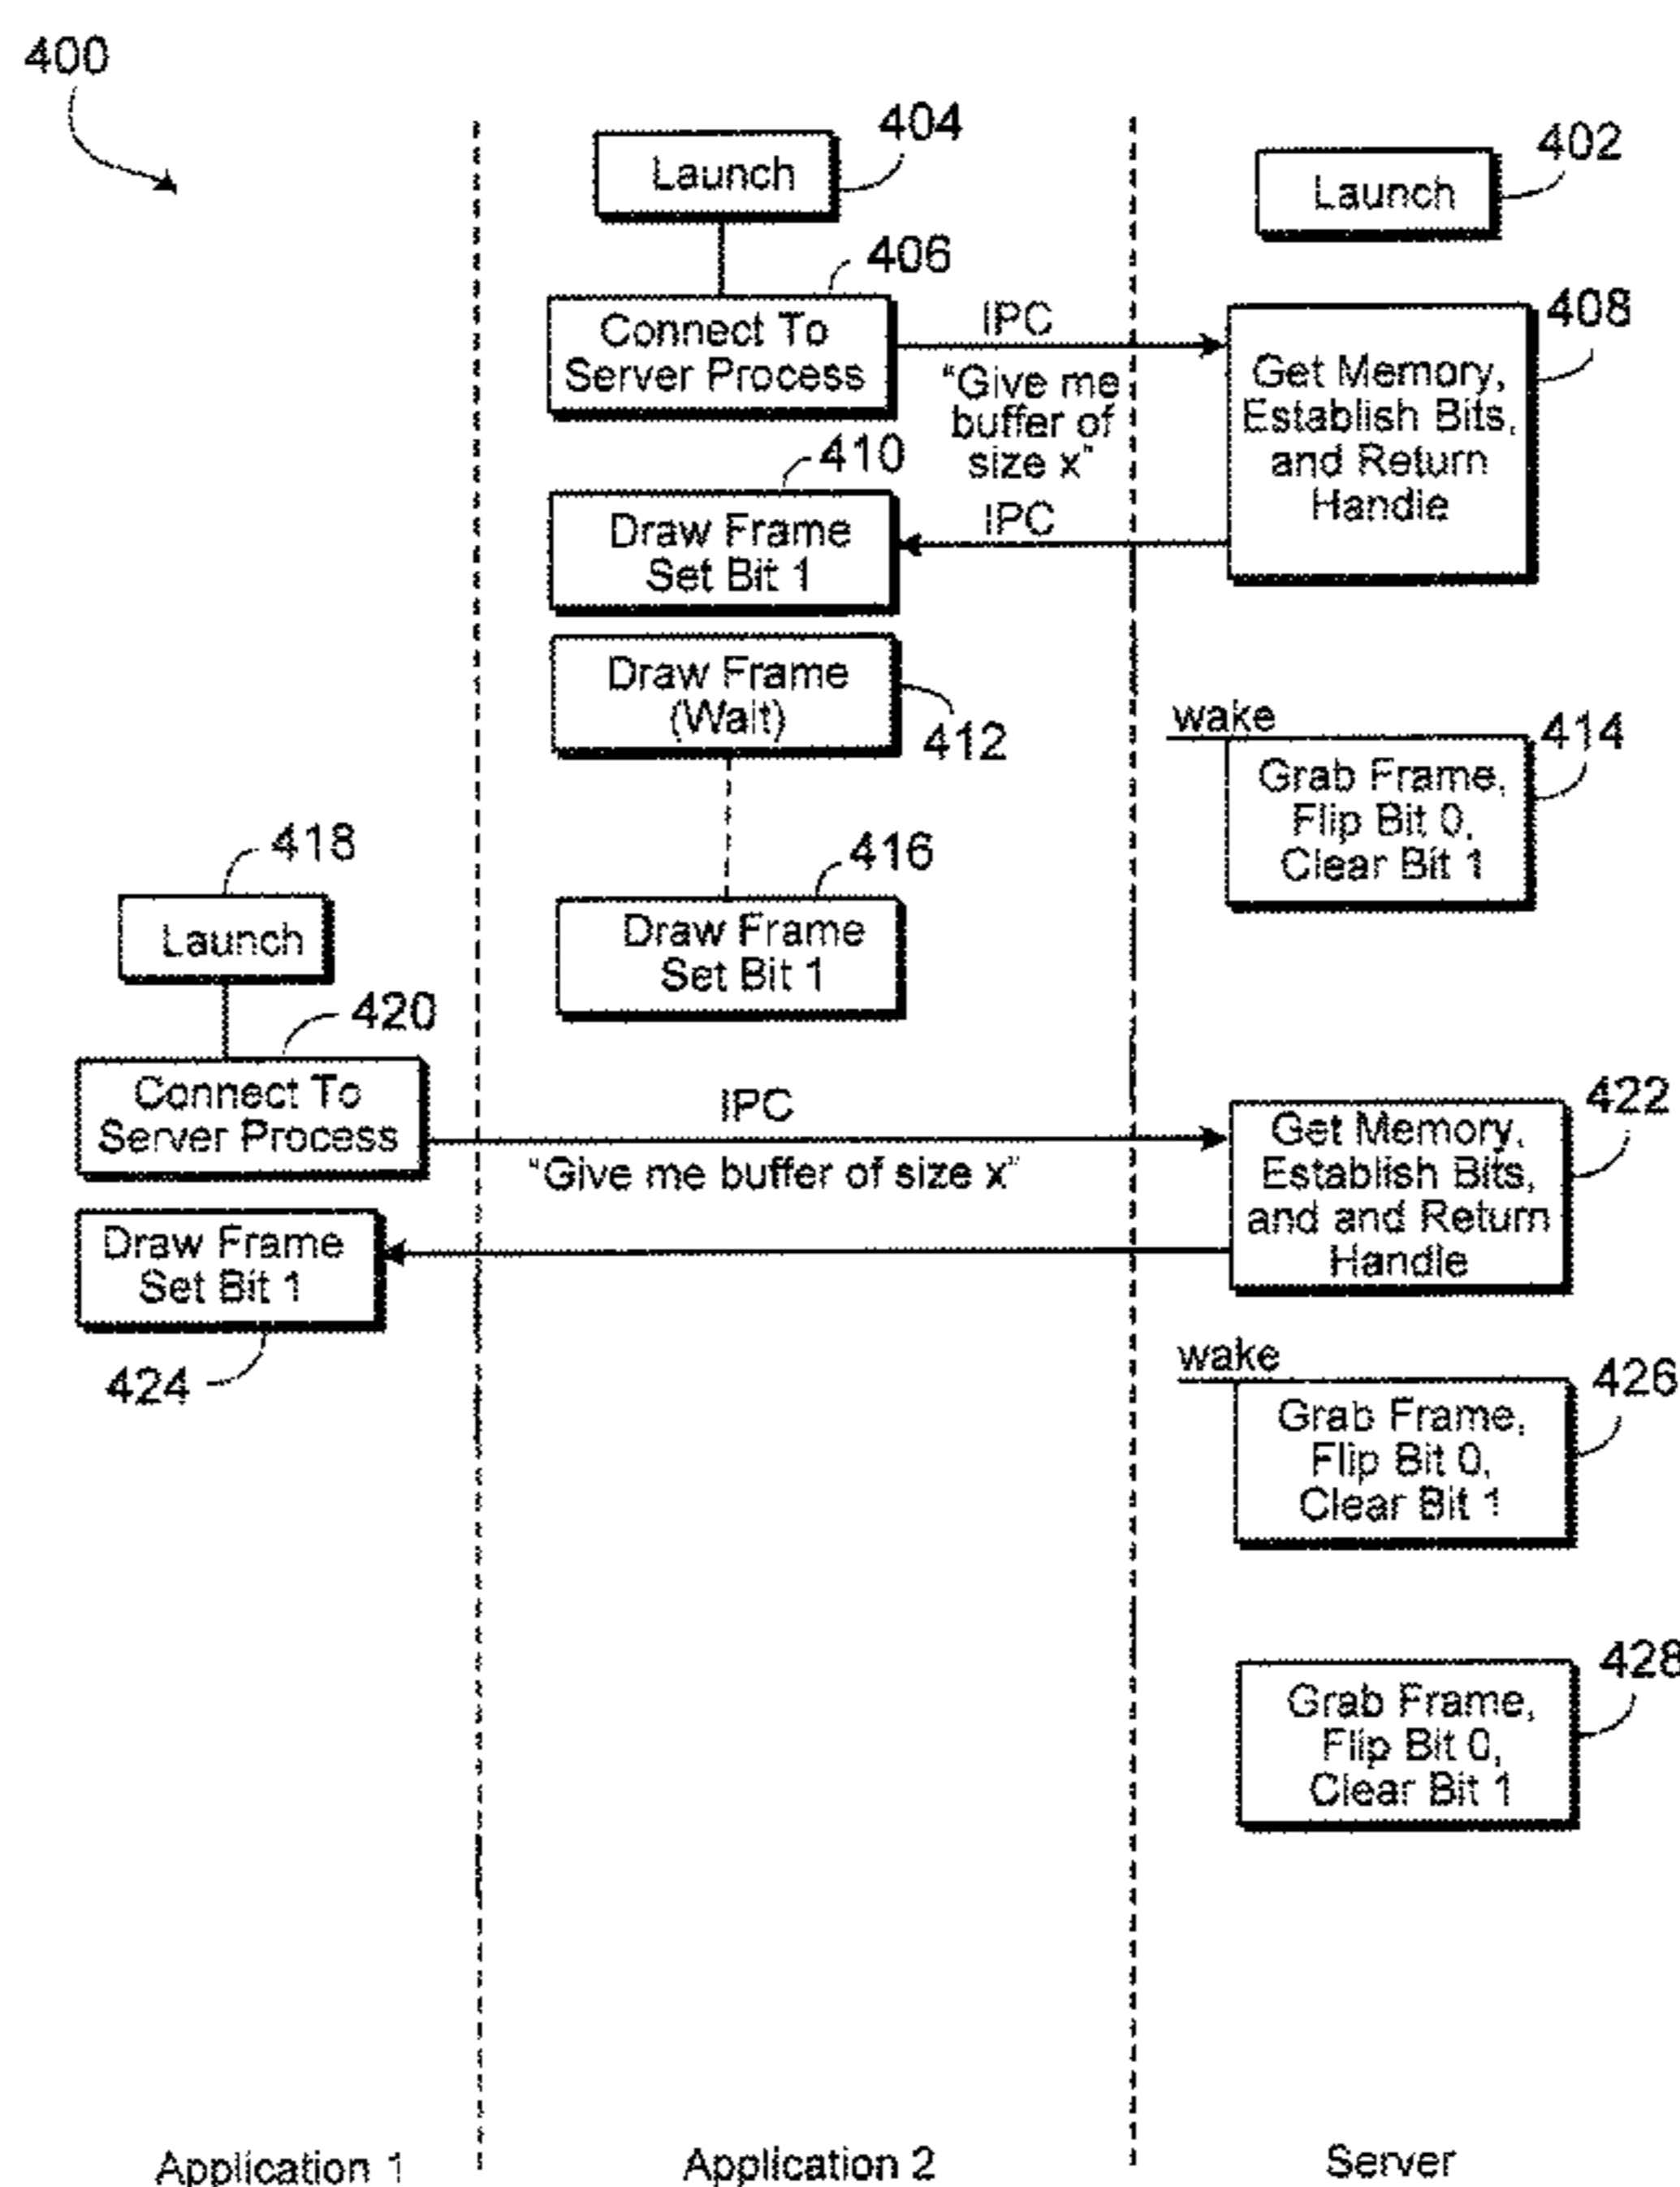 400
404
Launch
402
Launch
406
Connect To
Server Process
IPC
"Give me
buffer of
size x"
408
Get Memory,
Establish Bits,
and Return
Handle
410
Draw Frame
Set Bit 1
IPC
Draw Frame
(Wait)
412
wake
414
Grab Frame,
Flip Bit 0,
Clear Bit 1
416
Draw Frame
Set Bit 1
418
Launch
420
Connect To
Server Process
IPC
"Give me buffer of size x"
422
Get Memory,
Establish Bits,
and and Return
Handle
Draw Frame
Set Bit 1
424
wake
426
Grab Frame,
Flip Bit 0,
Clear Bit 1
428
Grab Frame,
Flip Bit 0,
Clear Bit 1
Application 1
Application 2
Server